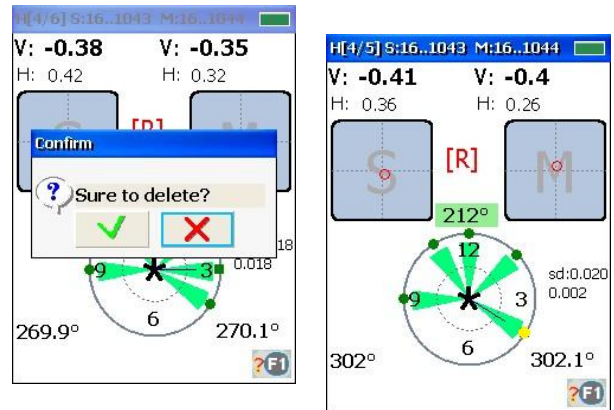 H[4/6] S:16..1043 M:16..1044
V: -0.38 V: -0.35
H: 0.42 H: 0.32
[R]
Confirm
Sure to delete?
18
0.018
9 3
6
269.9° 270.1°
?F1
H[4/5] S:16..1043 M:16..1044
V: -0.41 V: -0.4
H: 0.36 H: 0.26
S [R] M
212°
12
sd:0.020
9 3 0.002
6
302° 302.1°
?F1